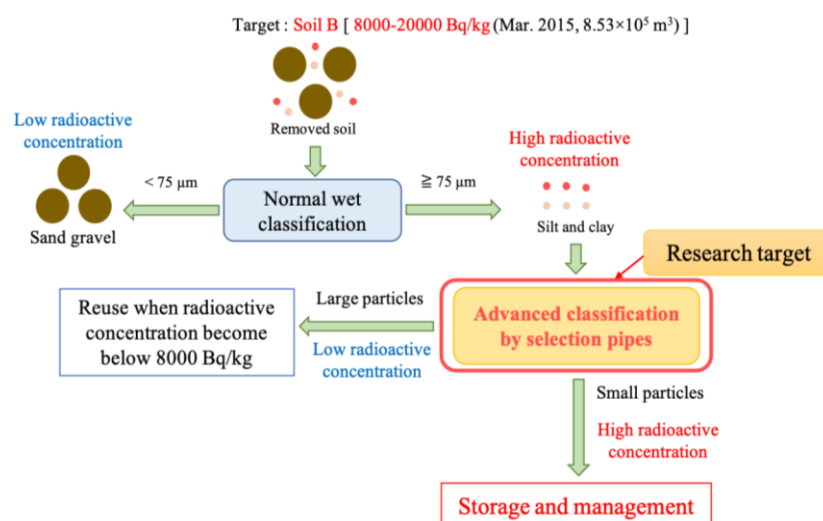 Target : Soil B [ 8000-20000 Bq/kg (Mar. 2015, 8.53×10⁵ m³) ]
Removed soil
Low radioactive
concentration
High radioactive
concentration
< 75 μm
Normal wet
classification
≧ 75 μm
Sand gravel
Silt and clay
Research target
Reuse when radioactive
concentration become
below 8000 Bq/kg
Large particles
Low radioactive
concentration
Advanced classification
by selection pipes
Small particles
High radioactive
concentration
Storage and management